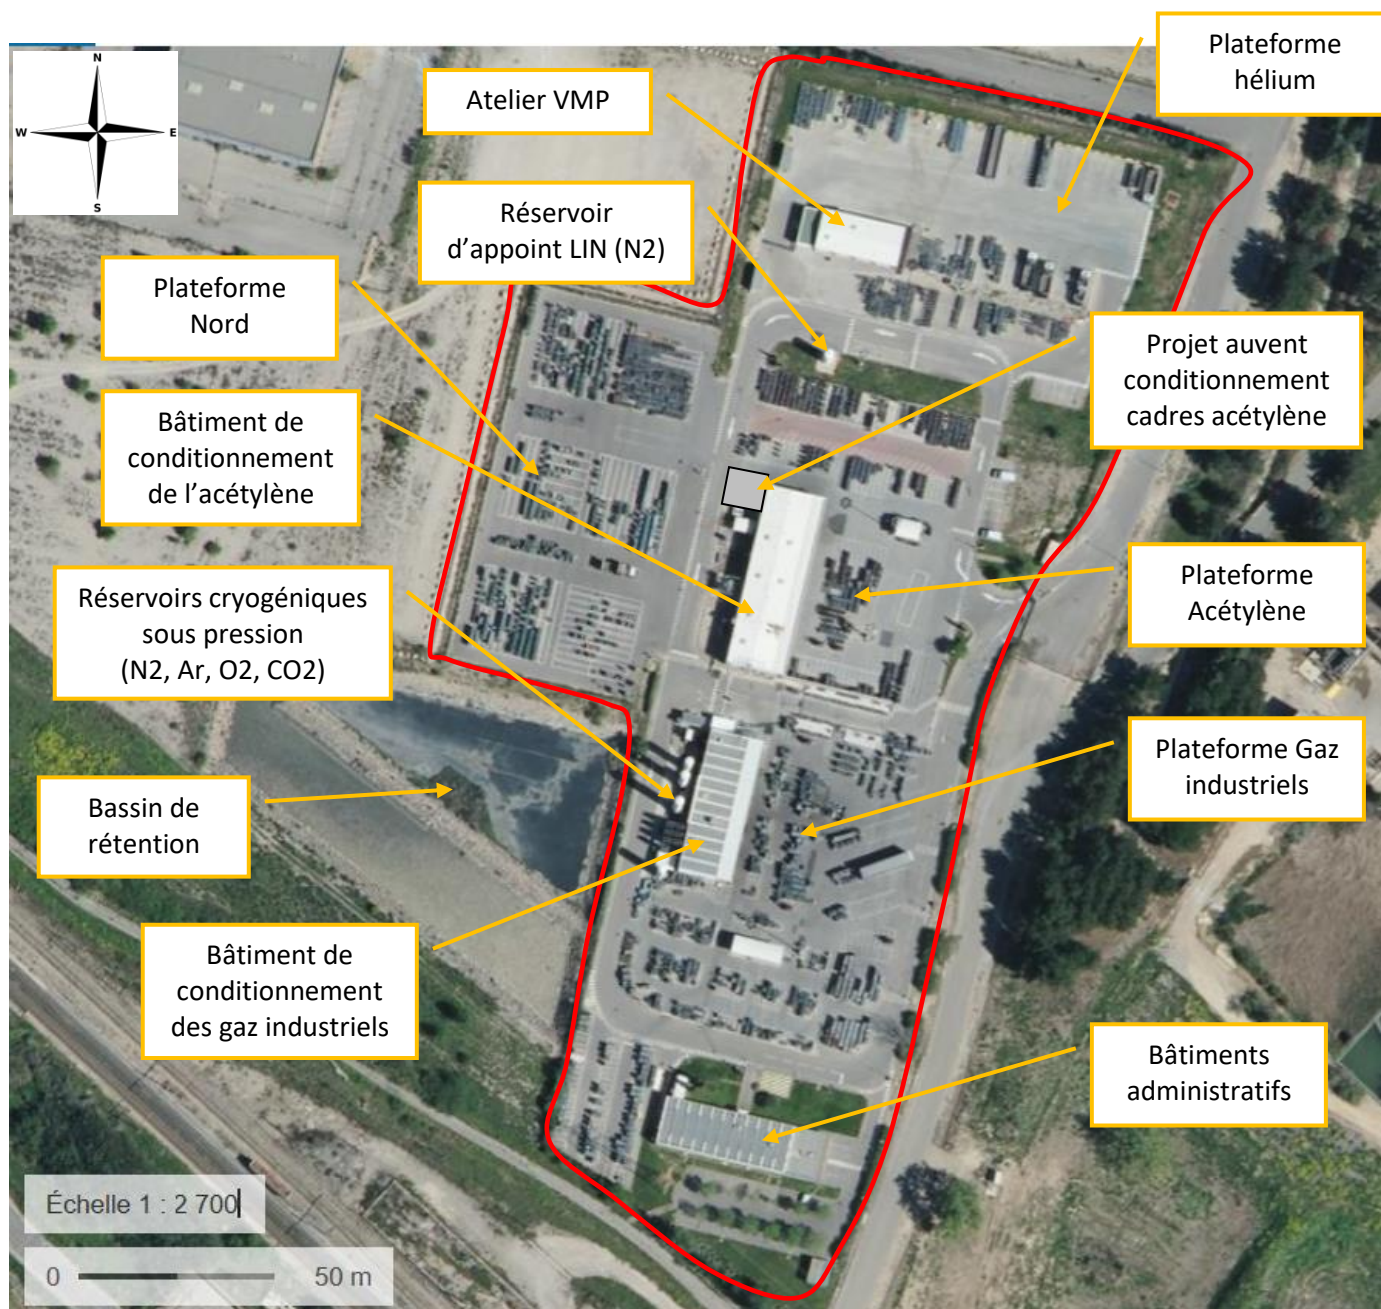 N
W
E
S
Plateforme
hélium
Atelier VMP
Réservoir
d’appoint LIN (N2)
Plateforme
Nord
Projet auvent
conditionnement
cadres acétylène
Bâtiment de
conditionnement
de l’acétylène
Plateforme
Acétylène
Réservoirs cryogéniques
sous pression
(N2, Ar, O2, CO2)
Plateforme Gaz
industriels
Bassin de
rétention
Bâtiment de
conditionnement
des gaz industriels
Bâtiments
administratifs
Échelle 1 : 2 700
0
50 m